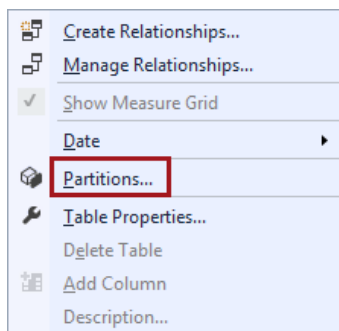 Create Relationships...
Manage Relationships...
Show Measure Grid
Date
Partitions...
Table Properties...
Delete Table
Add Column
Description...